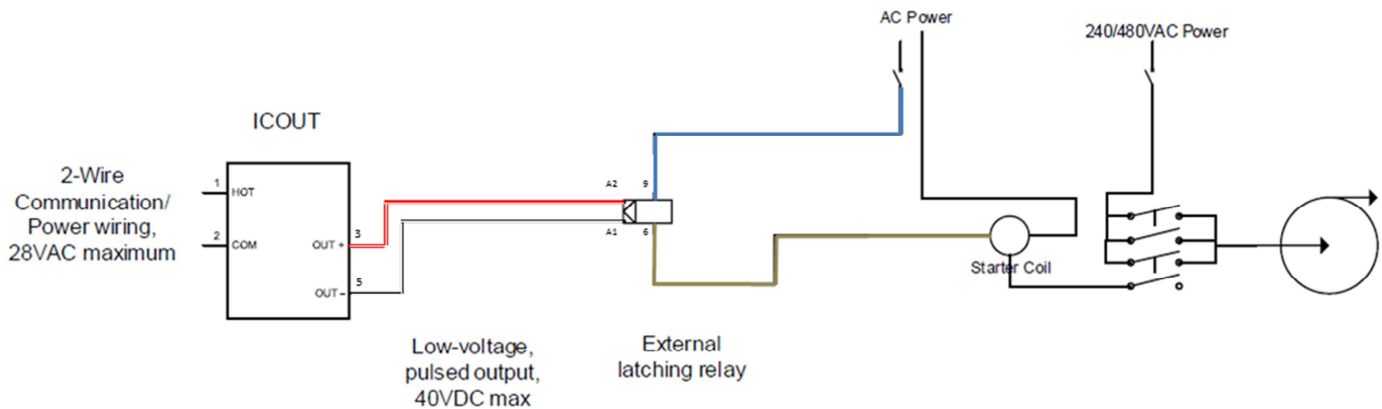 AC Power
240/480VAC Power
ICOUT
2-Wire
Communication/
Power wiring,
28VAC maximum
1
HOT
2
COM
3
OUT +
5
OUT –
A2
9
A1
6
Starter Coil
Low-voltage,
pulsed output,
40VDC max
External
latching relay